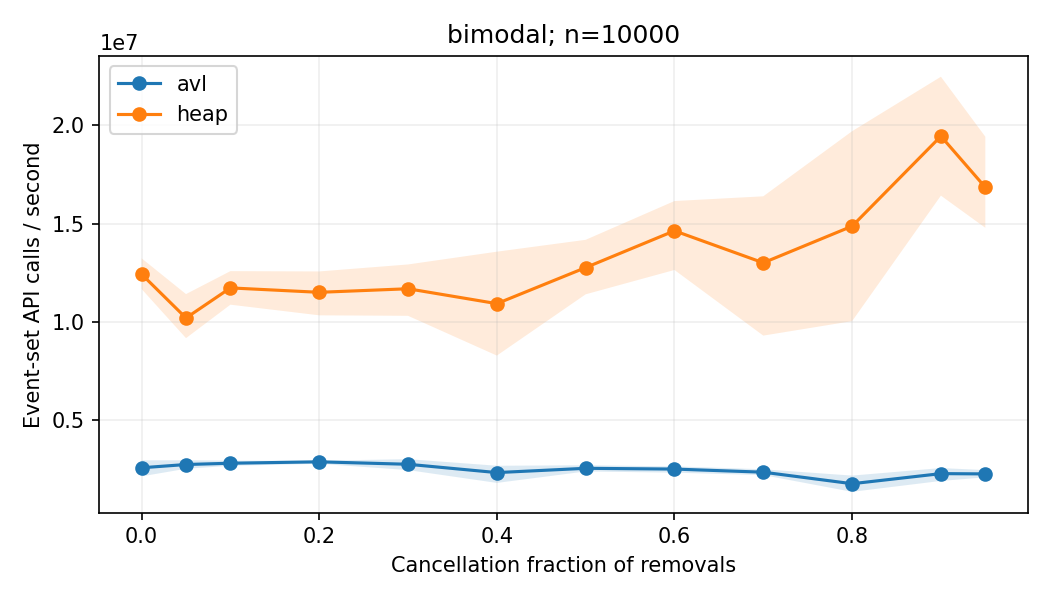 bimodal; n=10000
1e7
avl
heap
2.0
1.5
1.0
0.5
Event-set API calls / second
0.0 0.2 0.4 0.6 0.8
Cancellation fraction of removals